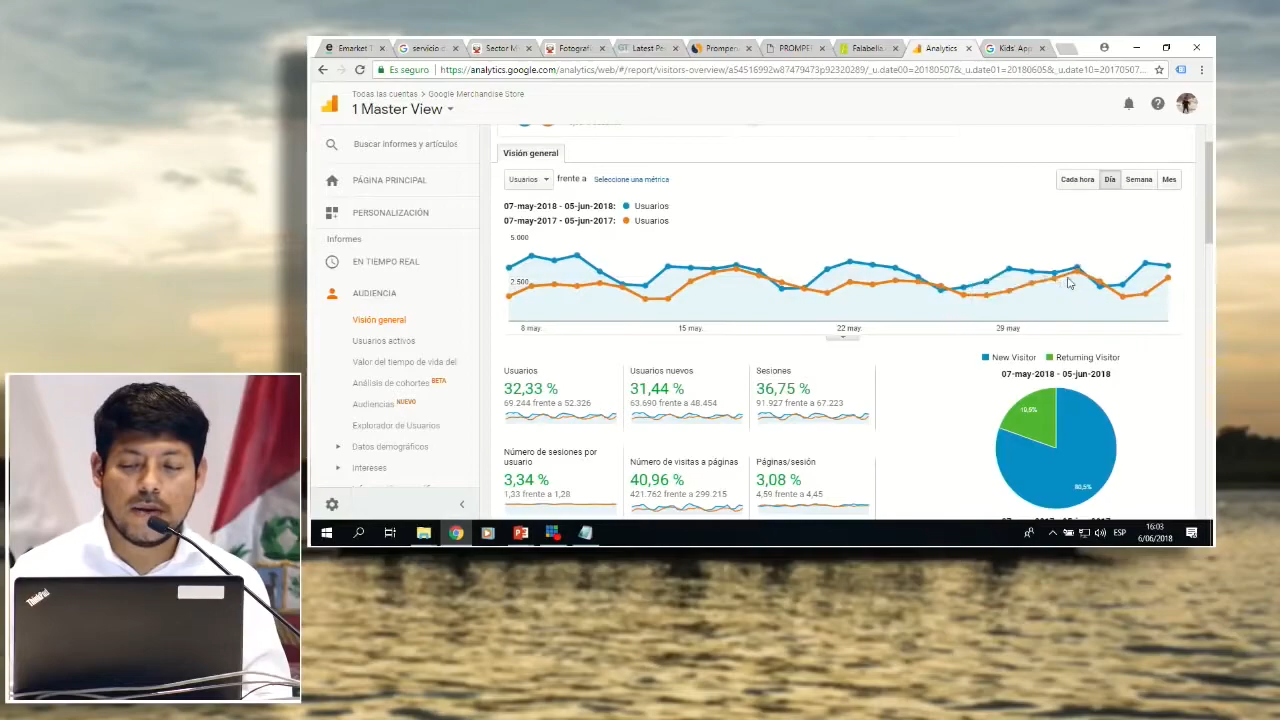 Emarket
servicio d
Sector M
Fotografí
Latest Pe
Prompen
PROMPE
Falabella
Analytics
Kids' App
Es seguro
https://analytics.google.com/analytics/web/#/report/visitors-overview/a54516992w87479473p92320289/_u.date00=20180507&_u.date01=20180605&_u.date10=20170507...
Todas las cuentas > Google Merchandise Store
1 Master View
Buscar informes y artículos
PÁGINA PRINCIPAL
PERSONALIZACIÓN
Informes
EN TIEMPO REAL
AUDIENCIA
Visión general
Usuarios activos
Valor del tiempo de vida del
Análisis de cohortes BETA
Audiencias NUEVO
Explorador de Usuarios
Datos demográficos
Intereses
Visión general
Usuarios frente a Seleccione una métrica
Cada hora Día Semana Mes
07-may-2018 - 05-jun-2018: Usuarios
07-may-2017 - 05-jun-2017: Usuarios
5.000
2.500
8 may. 15 may. 22 may. 29 may
Usuarios
32,33 %
69.244 frente a 52.326
Usuarios nuevos
31,44 %
63.690 frente a 48.454
Sesiones
36,75 %
91.927 frente a 67.223
Número de sesiones por
usuario
3,34 %
1,33 frente a 1,28
Número de visitas a páginas
40,96 %
421.762 frente a 299.215
Páginas/sesión
3,08 %
4,59 frente a 4,45
New Visitor Returning Visitor
07-may-2018 - 05-jun-2018
19,5%
80,5%
ESP
16:03
6/06/2018
ThinkPad